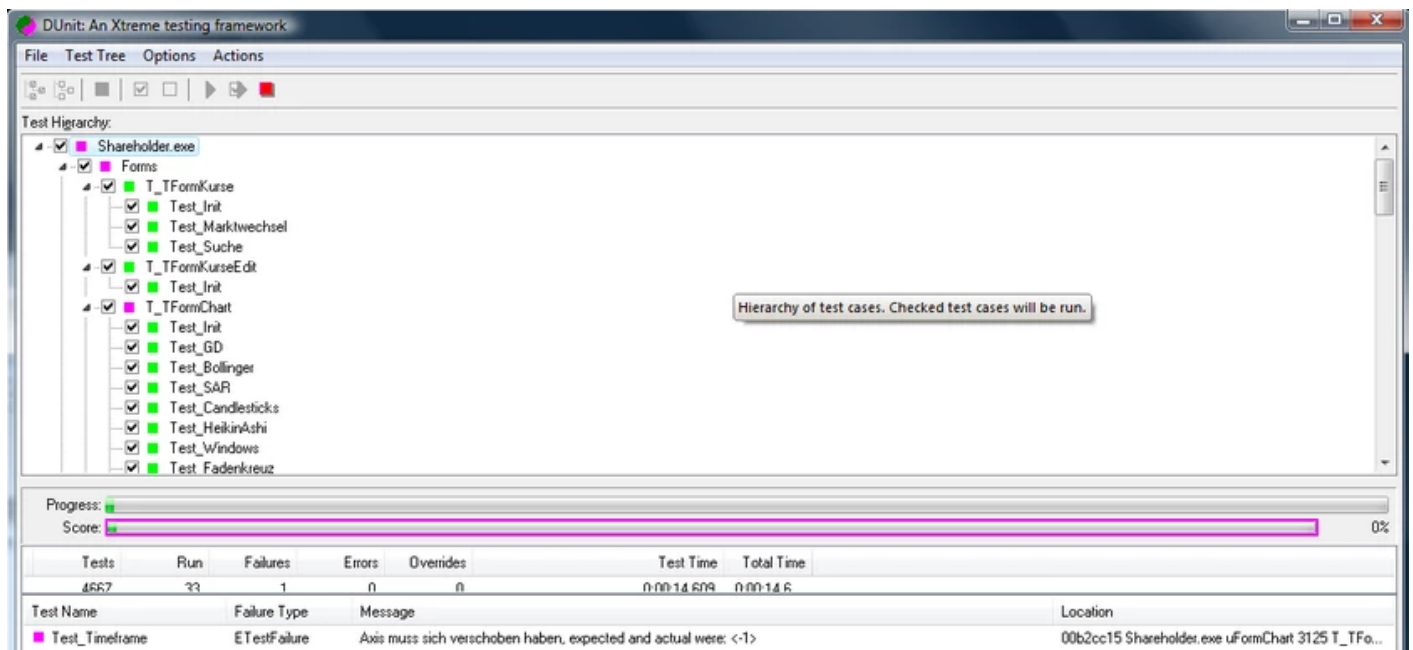 DUnit: An Xtreme testing framework
File Test Tree Options Actions
Test Hierarchy:
Shareholder.exe
Forms
T_TFormKurse
Test_Init
Test_Marktwechsel
Test_Suche
T_TFormKurseEdit
Test_Init
T_TFormChart
Hierarchy of test cases. Checked test cases will be run.
Test_Init
Test_GD
Test_Bollinger
Test_SAR
Test_Candlesticks
Test_HeikinAshi
Test_Windows
Test_Fadenkreuz
Progress:
Score: 0%
Tests Run Failures Errors Overrides Test Time Total Time
4667 33 1 0 0 0:00:14.609 0:00:14.6
Test Name Failure Type Message Location
Test_Timeframe ETestFailure Axis muss sich verschoben haben, expected and actual were: <-1> 00b2cc15 Shareholder.exe uFormChart 3125 T_TFo...